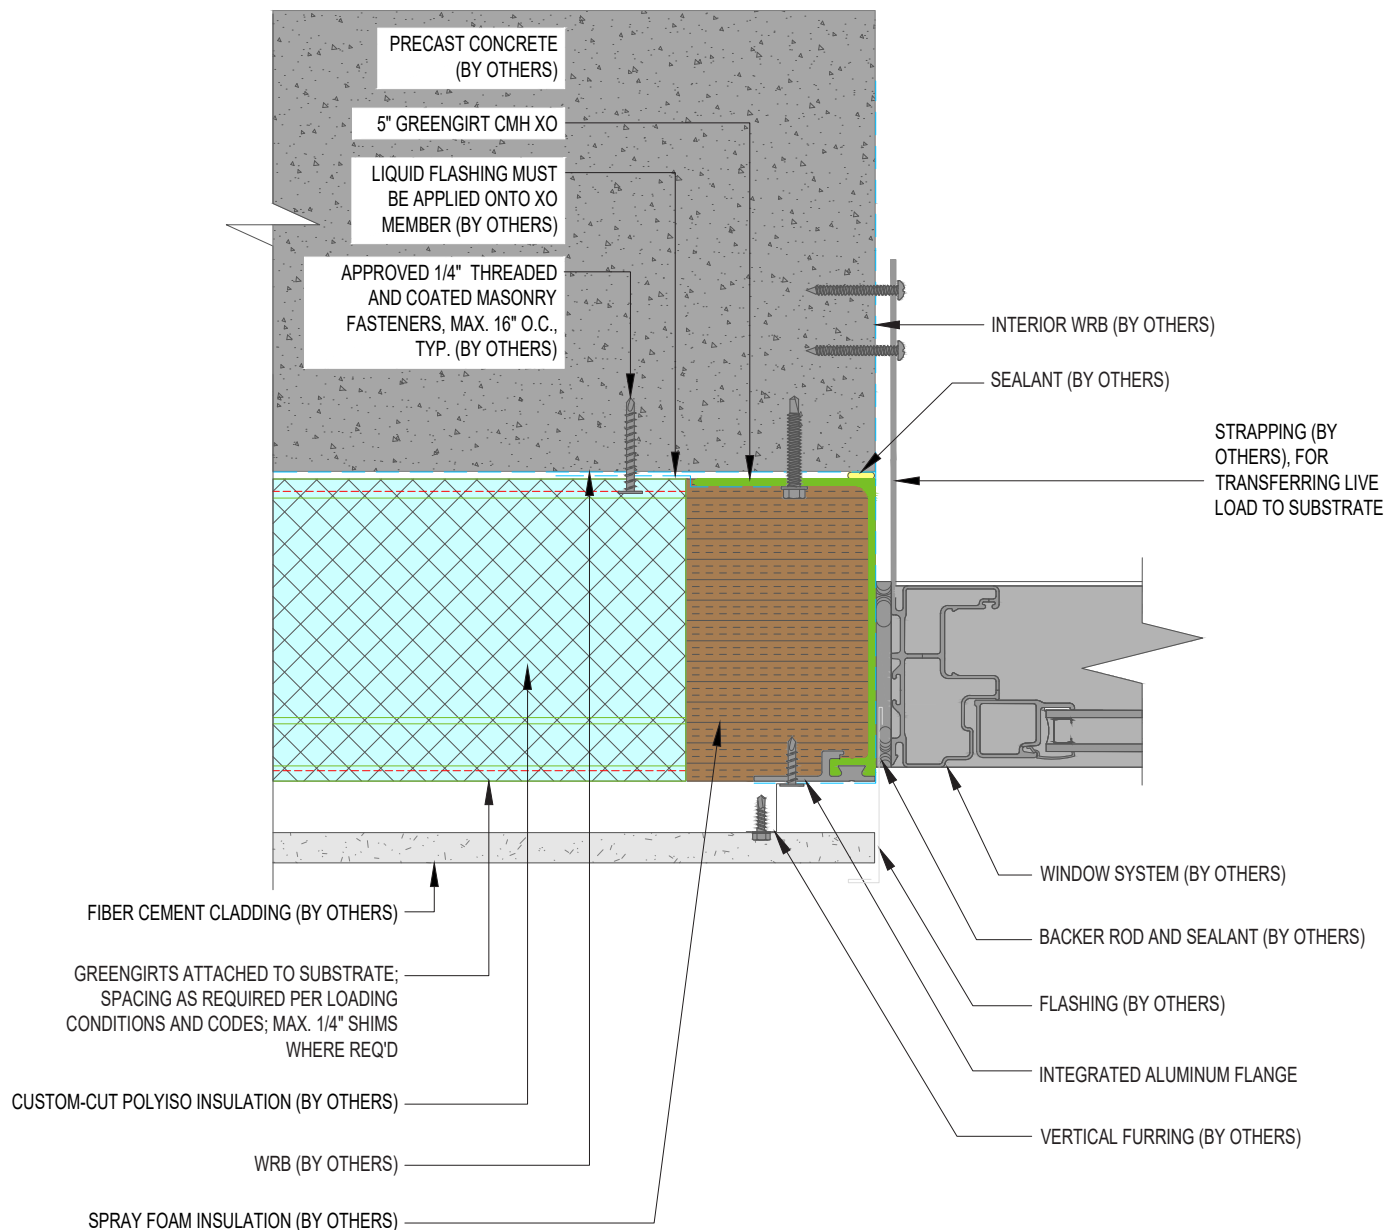 PRECAST CONCRETE
(BY OTHERS)
5" GREENGIRT CMH XO
LIQUID FLASHING MUST
BE APPLIED ONTO XO
MEMBER (BY OTHERS)
APPROVED 1/4" THREADED
AND COATED MASONRY
FASTENERS, MAX. 16" O.C.,
TYP. (BY OTHERS)
INTERIOR WRB (BY OTHERS)
SEALANT (BY OTHERS)
STRAPPING (BY
OTHERS), FOR
TRANSFERRING LIVE
LOAD TO SUBSTRATE
WINDOW SYSTEM (BY OTHERS)
BACKER ROD AND SEALANT (BY OTHERS)
FLASHING (BY OTHERS)
INTEGRATED ALUMINUM FLANGE
VERTICAL FURRING (BY OTHERS)
FIBER CEMENT CLADDING (BY OTHERS)
GREENGIRTS ATTACHED TO SUBSTRATE;
SPACING AS REQUIRED PER LOADING
CONDITIONS AND CODES; MAX. 1/4" SHIMS
WHERE REQ'D
CUSTOM-CUT POLYISO INSULATION (BY OTHERS)
WRB (BY OTHERS)
SPRAY FOAM INSULATION (BY OTHERS)